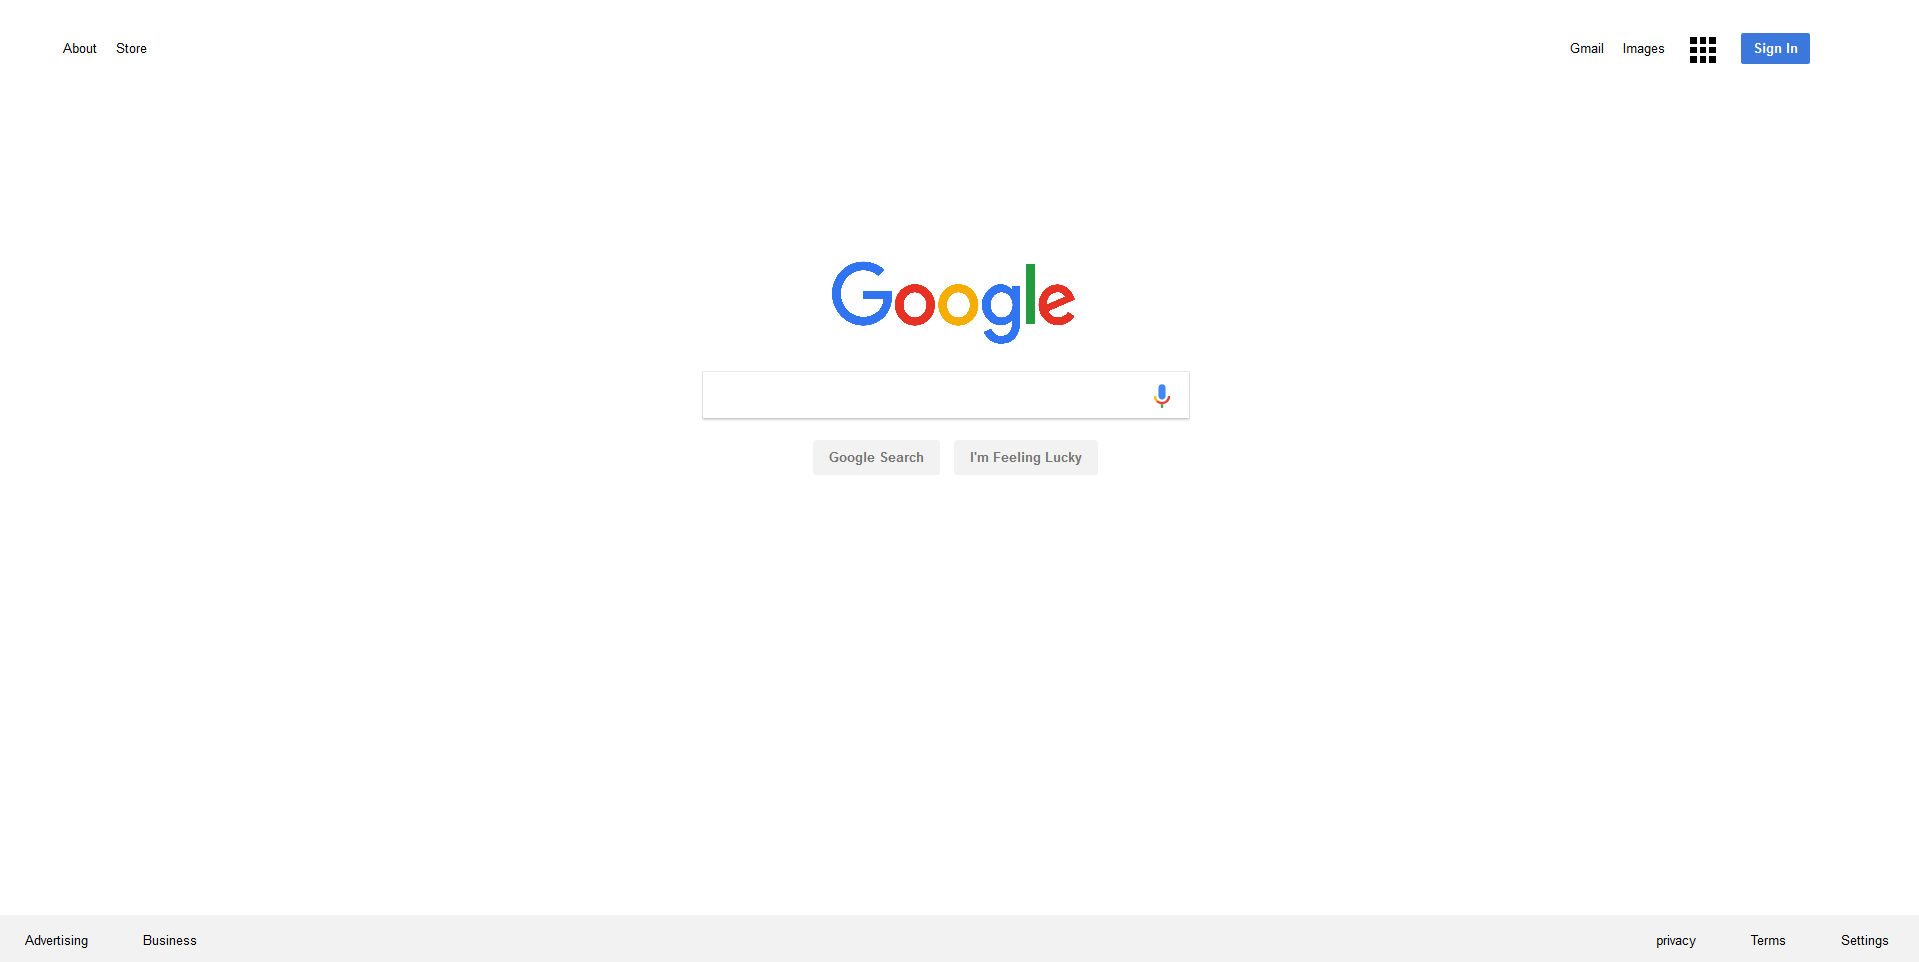 About Store Gmail Images Sign In
Google
Google Search I'm Feeling Lucky
Advertising Business privacy Terms Settings